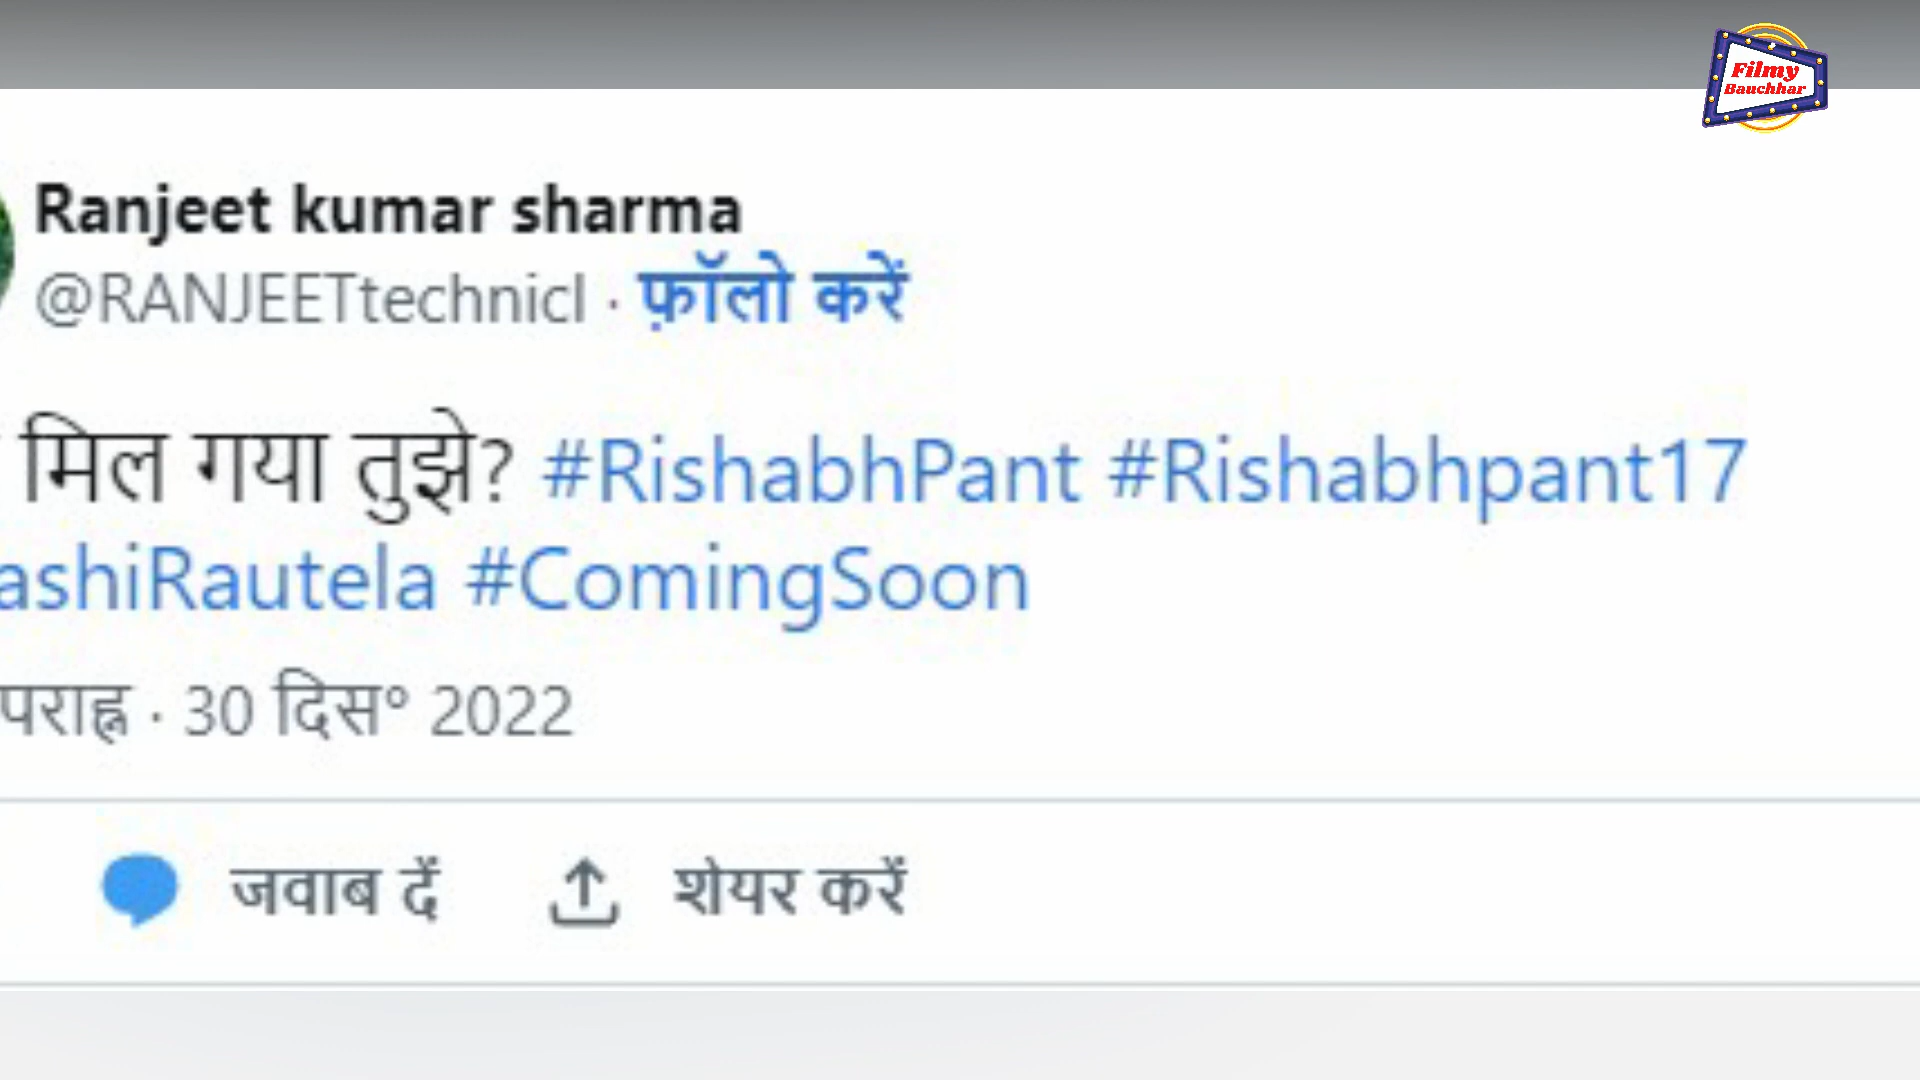 Filmy
Bauchhar
Ranjeet kumar sharma
@RANJEETtechnicl · फ़ॉलो करें
मिल गया तुझे? #RishabhPant #Rishabhpant17
ashiRautela #ComingSoon
पराह्न · 30 दिस॰ 2022
जवाब दें शेयर करें